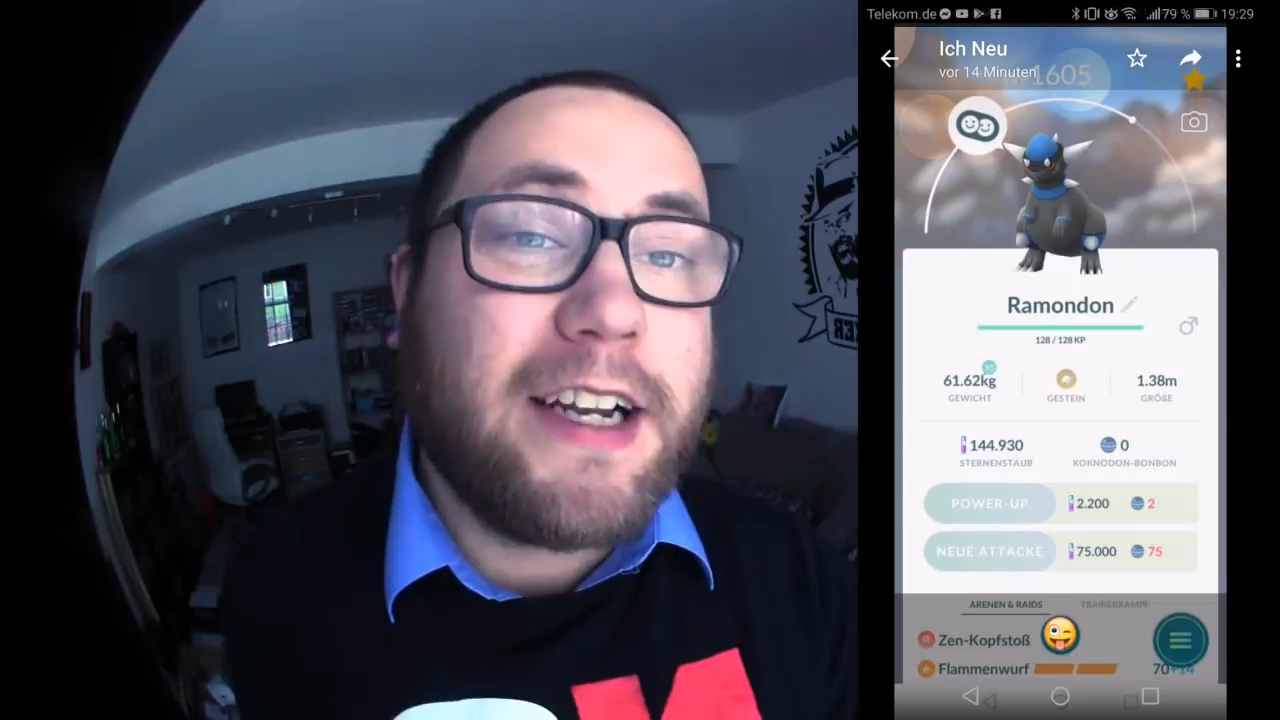 Telekom.de
79 %
19:29
Ich Neu
vor 14 Minuten
1605
Ramondon
128 / 128 KP
61.62kg
GEWICHT
GESTEIN
1.38m
GRÖßE
144.930
STERNENSTAUB
0
KOKNODON-BONBON
POWER-UP
2.200
2
NEUE ATTACKE
75.000
75
ARENEN & RAIDS
TRAINERKAMPF
Zen-Kopfstoß
Flammenwurf
70